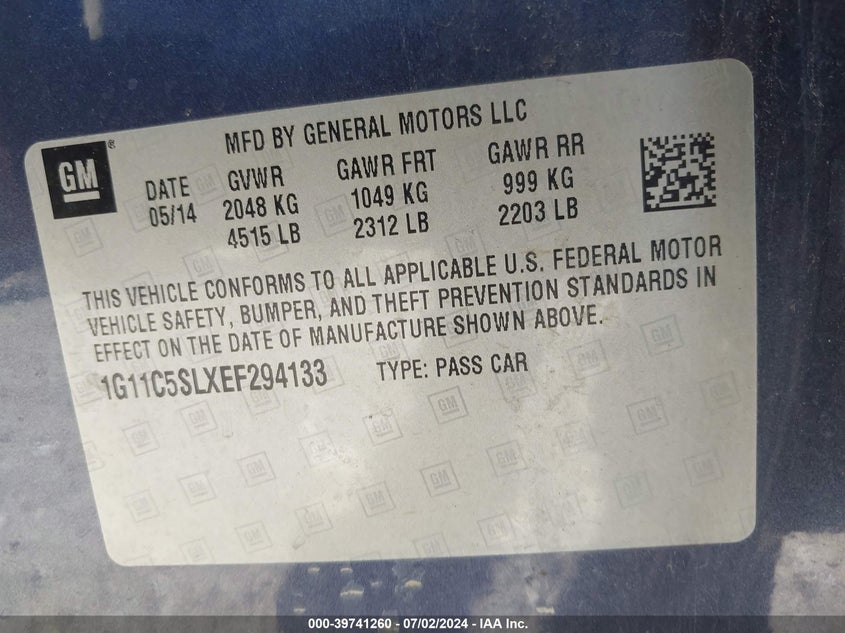 MFD BY GENERAL MOTORS LLC
GM®
DATE GVWR GAWR FRT GAWR RR
05/14 2048 KG 1049 KG 999 KG
4515 LB 2312 LB 2203 LB
THIS VEHICLE CONFORMS TO ALL APPLICABLE U.S. FEDERAL MOTOR
VEHICLE SAFETY, BUMPER, AND THEFT PREVENTION STANDARDS IN
EFFECT ON THE DATE OF MANUFACTURE SHOWN ABOVE.
1G11C5SLXEF294133 TYPE: PASS CAR
000-39741260 - 07/02/2024 - IAA Inc.